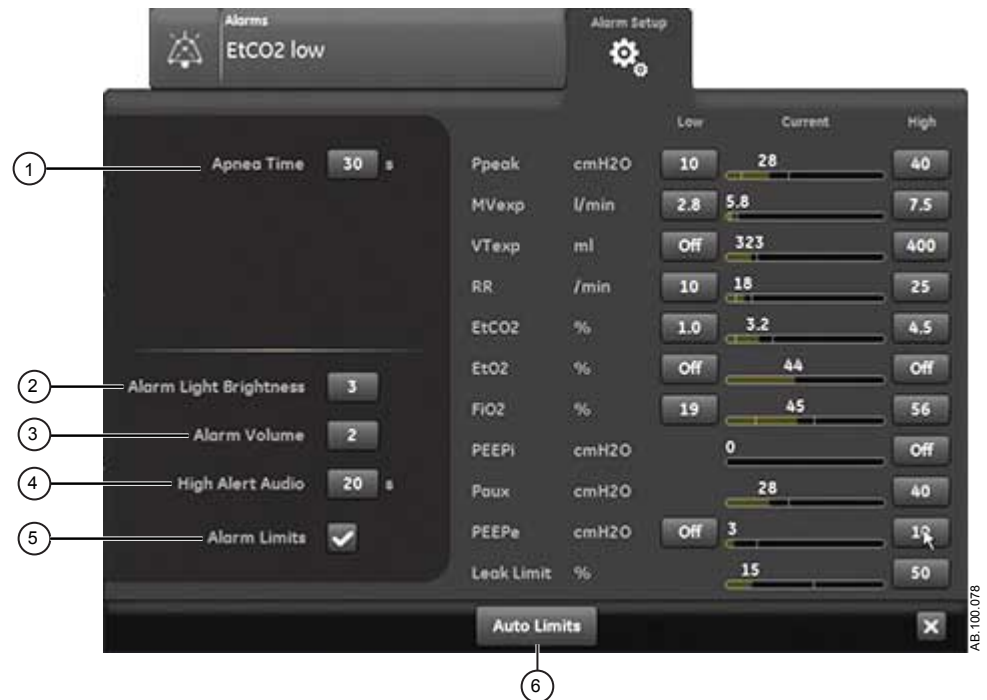 Alarms
EtCO2 low
Alarm Setup
Low Current High
1 Apnea Time 30 s
Ppeak cmH2O 10 28 40
MVexp l/min 2.8 5.8 7.5
VTexp ml Off 323 400
RR /min 10 18 25
EtCO2 % 1.0 3.2 4.5
EtO2 % Off 44 Off
2 Alarm Light Brightness 3
FiO2 % 19 45 56
3 Alarm Volume 2
PEEPi cmH2O 0 Off
4 High Alert Audio 20 s
Paux cmH2O 28 40
5 Alarm Limits
PEEPe cmH2O Off 3
Leak Limit % 15 50
Auto Limits
6
AB.100.078